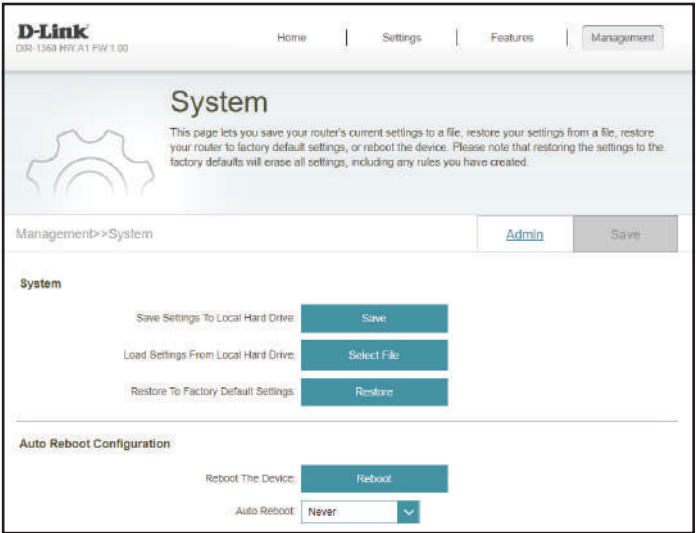 D-Link
DIR-1360 HW:A1 FW:1.00
Home | Settings | Features | Management
System
This page lets you save your router's current settings to a file, restore your settings from a file, restore
your router to factory default settings, or reboot the device. Please note that restoring the settings to the
factory defaults will erase all settings, including any rules you have created.
Management>>System
Admin
Save
System
Save Settings To Local Hard Drive: Save
Load Settings From Local Hard Drive: Select File
Restore To Factory Default Settings: Restore
Auto Reboot Configuration
Reboot The Device: Reboot
Auto Reboot: Never